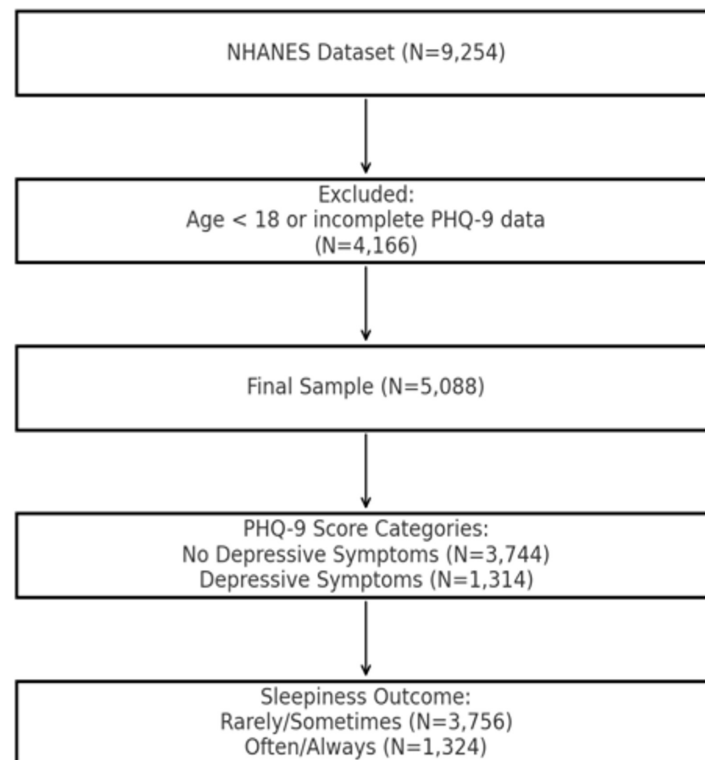 NHANES Dataset (N=9,254)
Excluded:
Age < 18 or incomplete PHQ-9 data
(N=4,166)
Final Sample (N=5,088)
PHQ-9 Score Categories:
No Depressive Symptoms (N=3,744)
Depressive Symptoms (N=1,314)
Sleepiness Outcome:
Rarely/Sometimes (N=3,756)
Often/Always (N=1,324)